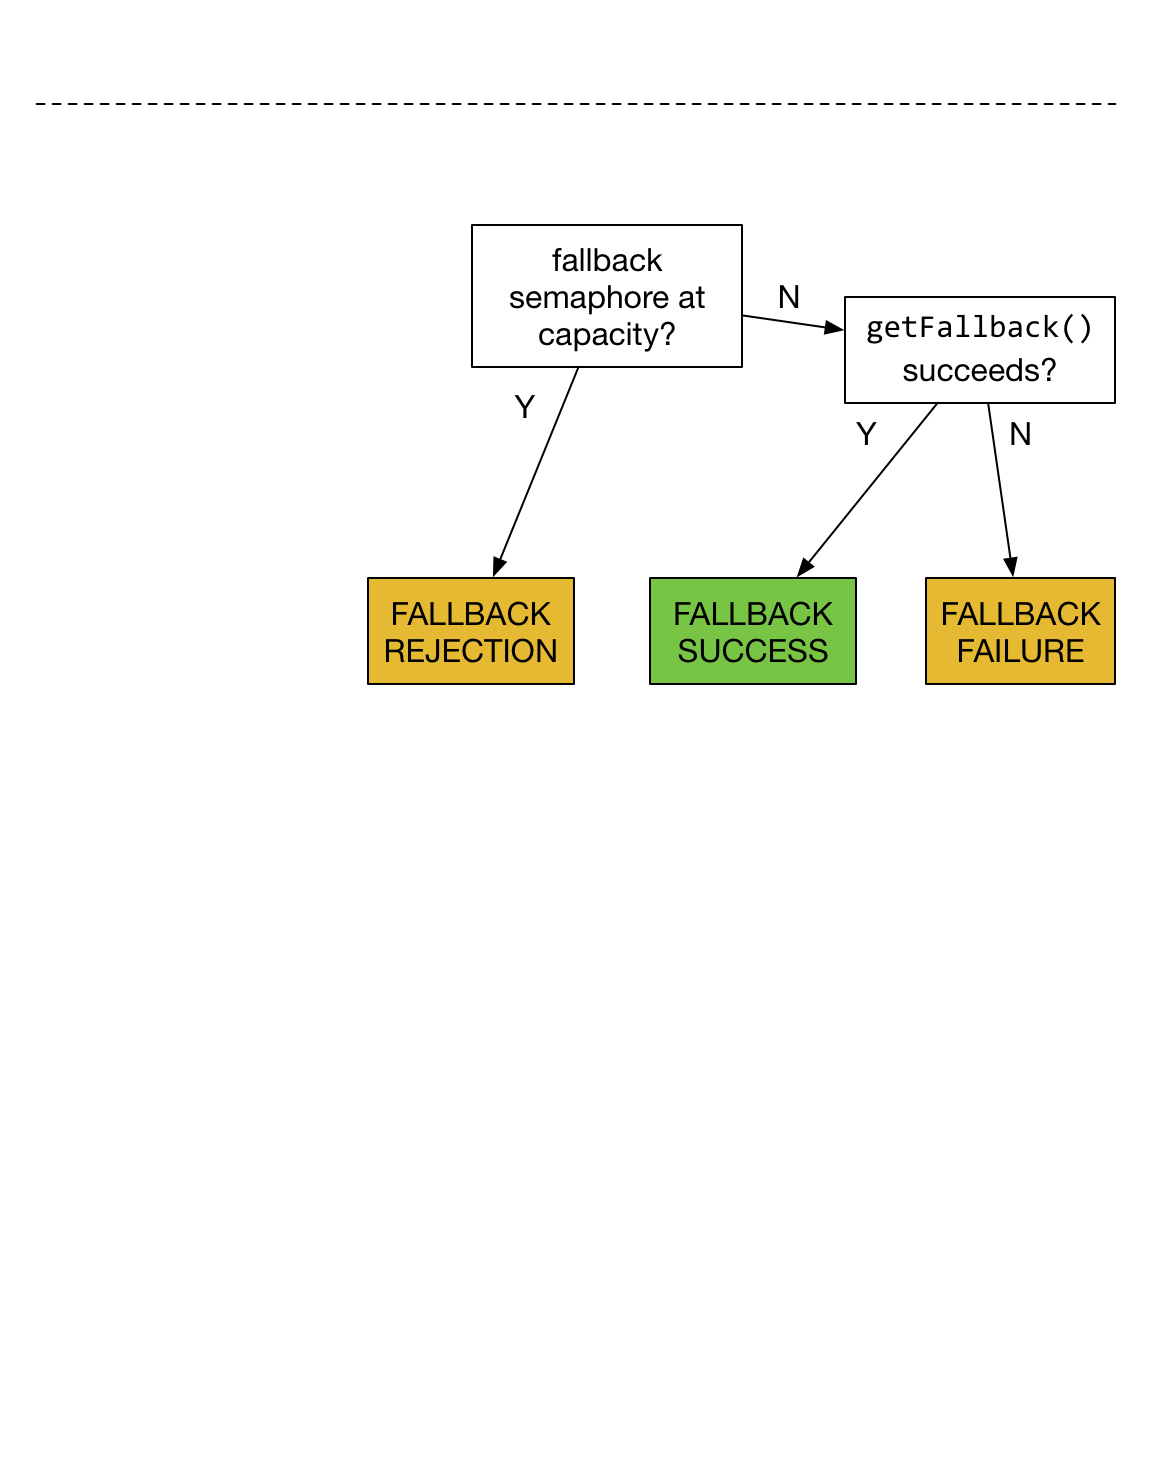 fallback
semaphore at
capacity?
N
getFallback()
succeeds?
Y
Y
N
FALLBACK
REJECTION
FALLBACK
SUCCESS
FALLBACK
FAILURE